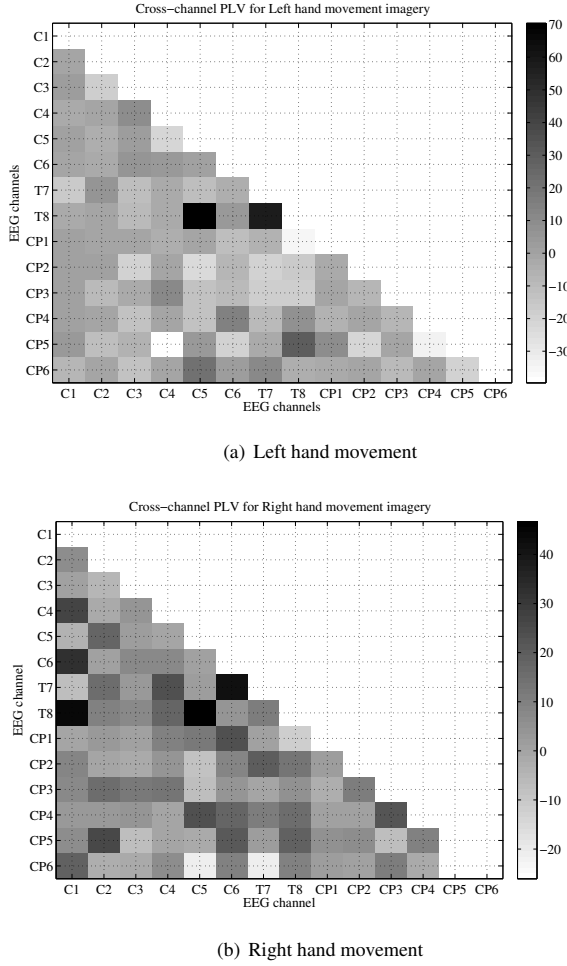 Cross−channel PLV for Left hand movement imagery
EEG channels
C1
C2
C3
C4
C5
C6
T7
T8
CP1
CP2
CP3
CP4
CP5
CP6
C1 C2 C3 C4 C5 C6 T7 T8 CP1 CP2 CP3 CP4 CP5 CP6
EEG channels
70
60
50
40
30
20
10
0
−10
−20
−30
(a) Left hand movement
Cross−channel PLV for Right hand movement imagery
EEG channel
C1
C2
C3
C4
C5
C6
T7
T8
CP1
CP2
CP3
CP4
CP5
CP6
C1 C2 C3 C4 C5 C6 T7 T8 CP1 CP2 CP3 CP4 CP5 CP6
EEG channel
40
30
20
10
0
−10
−20
(b) Right hand movement